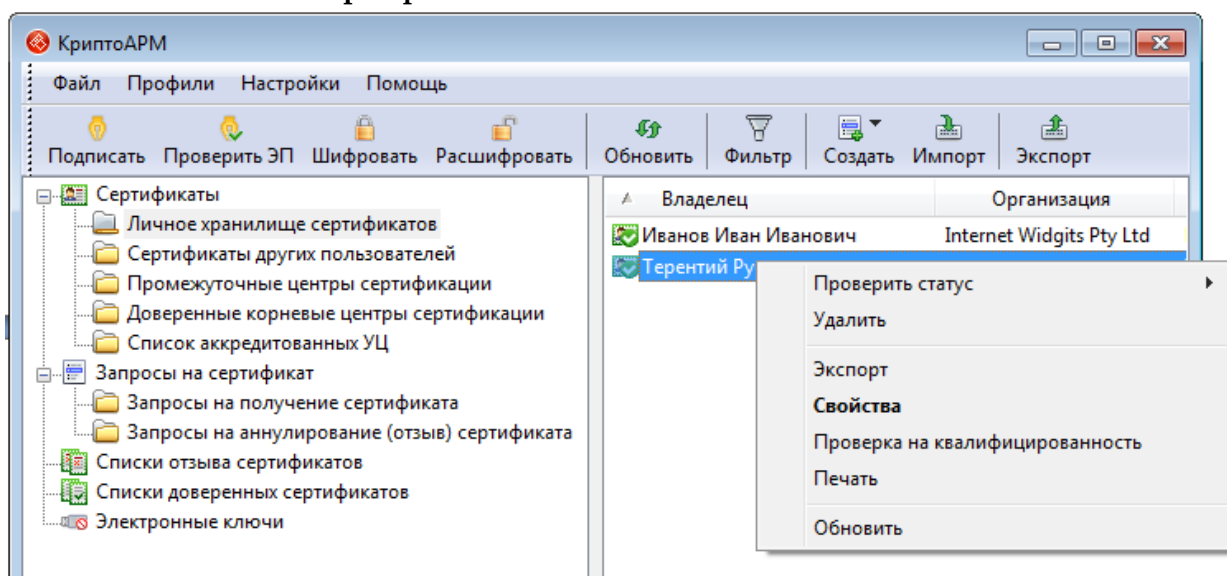 КриптоАРМ
Файл Профили Настройки Помощь
Подписать Проверить ЭП Шифровать Расшифровать Обновить Фильтр Создать Импорт Экспорт
Сертификаты
Личное хранилище сертификатов
Сертификаты других пользователей
Промежуточные центры сертификации
Доверенные корневые центры сертификации
Список аккредитованных УЦ
Запросы на сертификат
Запросы на получение сертификата
Запросы на аннулирование (отзыв) сертификата
Списки отзыва сертификатов
Списки доверенных сертификатов
Электронные ключи
Владелец Организация
Иванов Иван Иванович Internet Widgits Pty Ltd
Терентий Ру
Проверить статус
Удалить
Экспорт
Свойства
Проверка на квалифицированность
Печать
Обновить